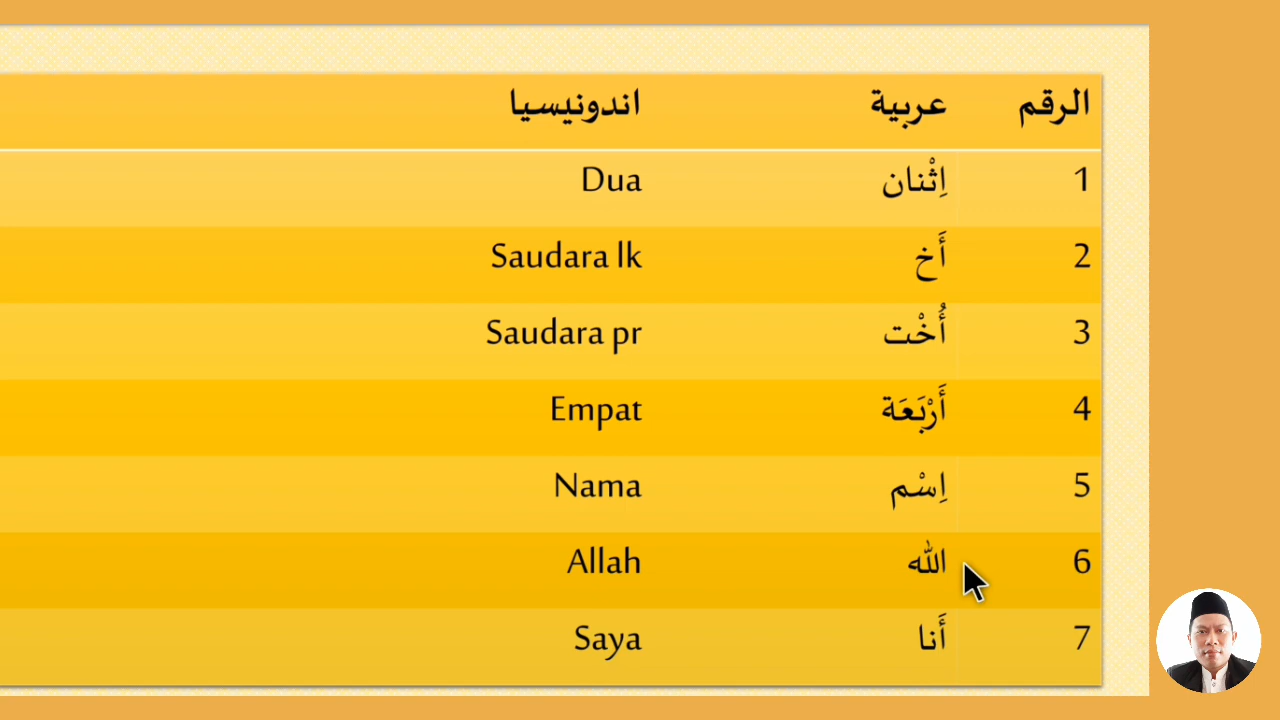 الرقم عربية اندونيسيا
1 اِثْنان Dua
2 أَخ Saudara lk
3 أُخْت Saudara pr
4 أَرْبَعَة Empat
5 اِسْم Nama
6 الله Allah
7 أَنا Saya